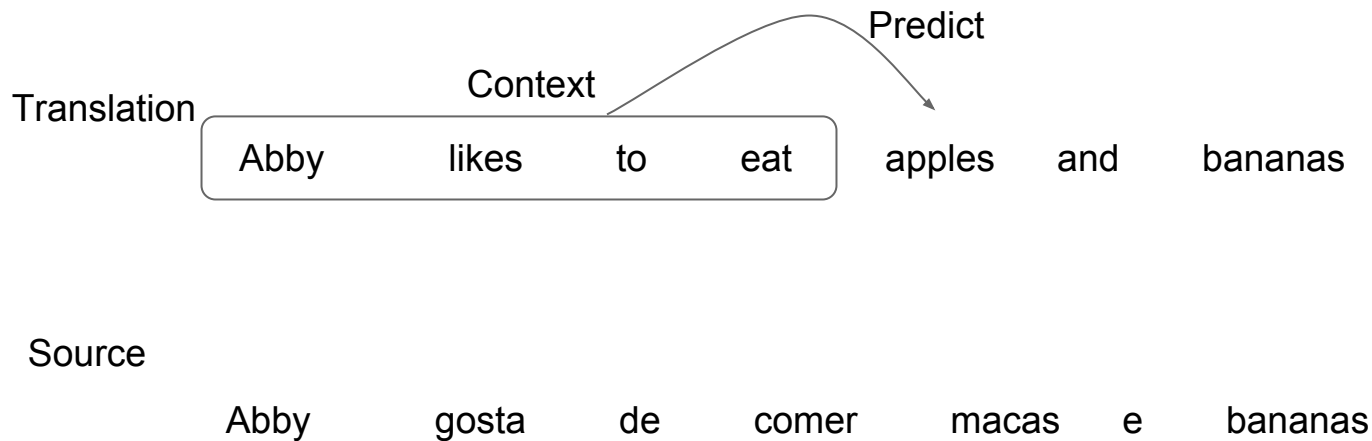 Predict
Context
Translation
Abby likes to eat apples and bananas
Source
Abby gosta de comer macas e bananas